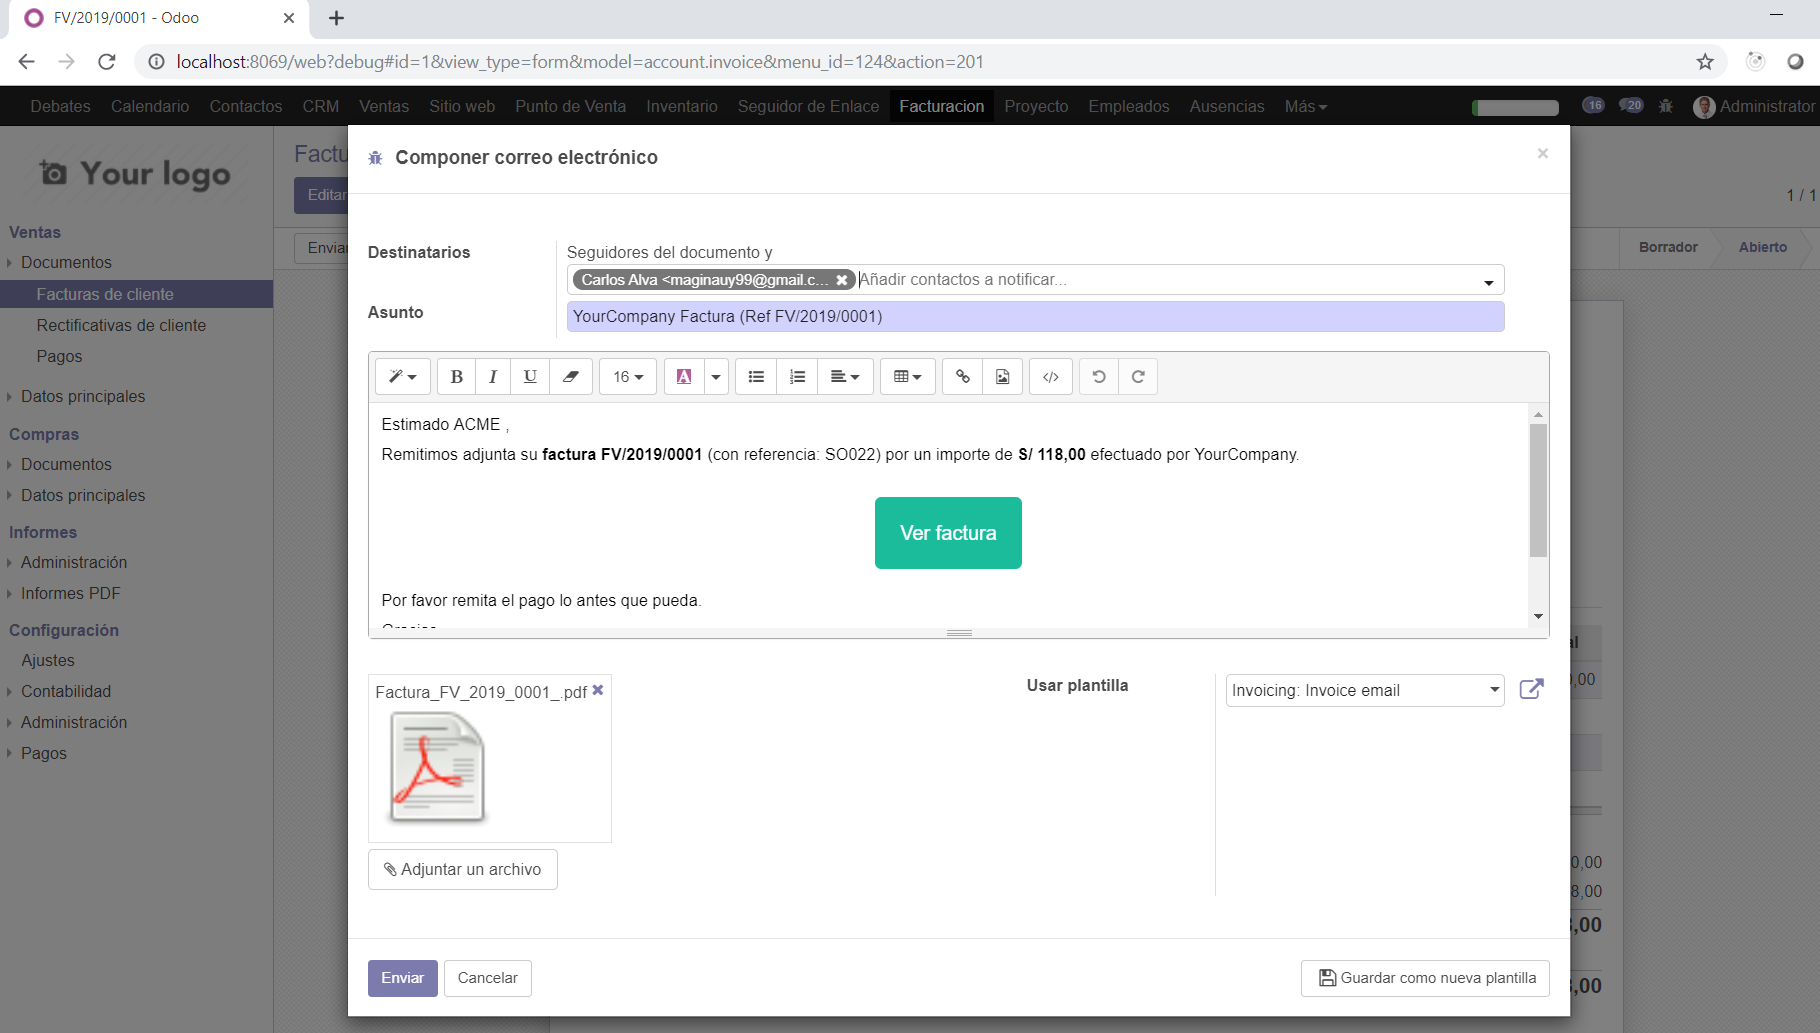 FV/2019/0001 - Odoo
localhost:8069/web?debug#id=1&view_type=form&model=account.invoice&menu_id=124&action=201
Debates Calendario Contactos CRM Ventas Sitio web Punto de Venta Inventario Seguidor de Enlace Facturacion Proyecto Empleados Ausencias Más 16 20 Administrator
Your logo
Ventas
Documentos
Facturas de cliente
Rectificativas de cliente
Pagos
Datos principales
Compras
Documentos
Datos principales
Informes
Administración
Informes PDF
Configuración
Ajustes
Contabilidad
Administración
Pagos
Factu
Editar
1 / 1
Enviar
Borrador Abierto
Componer correo electrónico
Destinatarios
Seguidores del documento y
Carlos Alva <maginauy99@gmail.c... Añadir contactos a notificar...
Asunto
YourCompany Factura (Ref FV/2019/0001)
B I U 16 A
Estimado ACME ,
Remitimos adjunta su factura FV/2019/0001 (con referencia: SO022) por un importe de S/ 118,00 efectuado por YourCompany.
Ver factura
Por favor remita el pago lo antes que pueda.
Factura_FV_2019_0001_.pdf
Usar plantilla
Invoicing: Invoice email
Adjuntar un archivo
al
0,00
0,00
8,00
,00
,00
Enviar Cancelar Guardar como nueva plantilla